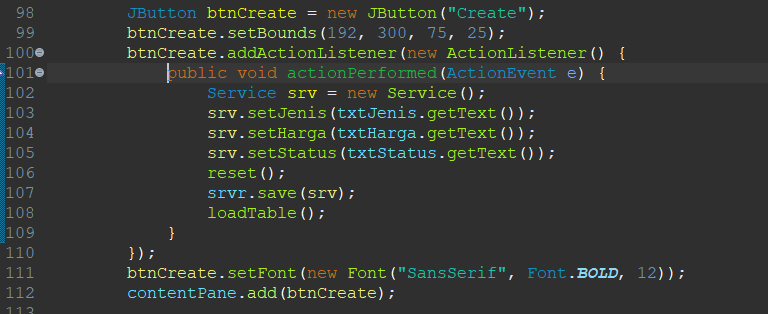 98 JButton btnCreate = new JButton("Create");
99 btnCreate.setBounds(192, 300, 75, 25);
100 btnCreate.addActionListener(new ActionListener() {
101 public void actionPerformed(ActionEvent e) {
102 Service srv = new Service();
103 srv.setJenis(txtJenis.getText());
104 srv.setHarga(txtHarga.getText());
105 srv.setStatus(txtStatus.getText());
106 reset();
107 srvr.save(srv);
108 loadTable();
109 }
110 });
111 btnCreate.setFont(new Font("SansSerif", Font.BOLD, 12));
112 contentPane.add(btnCreate);
113